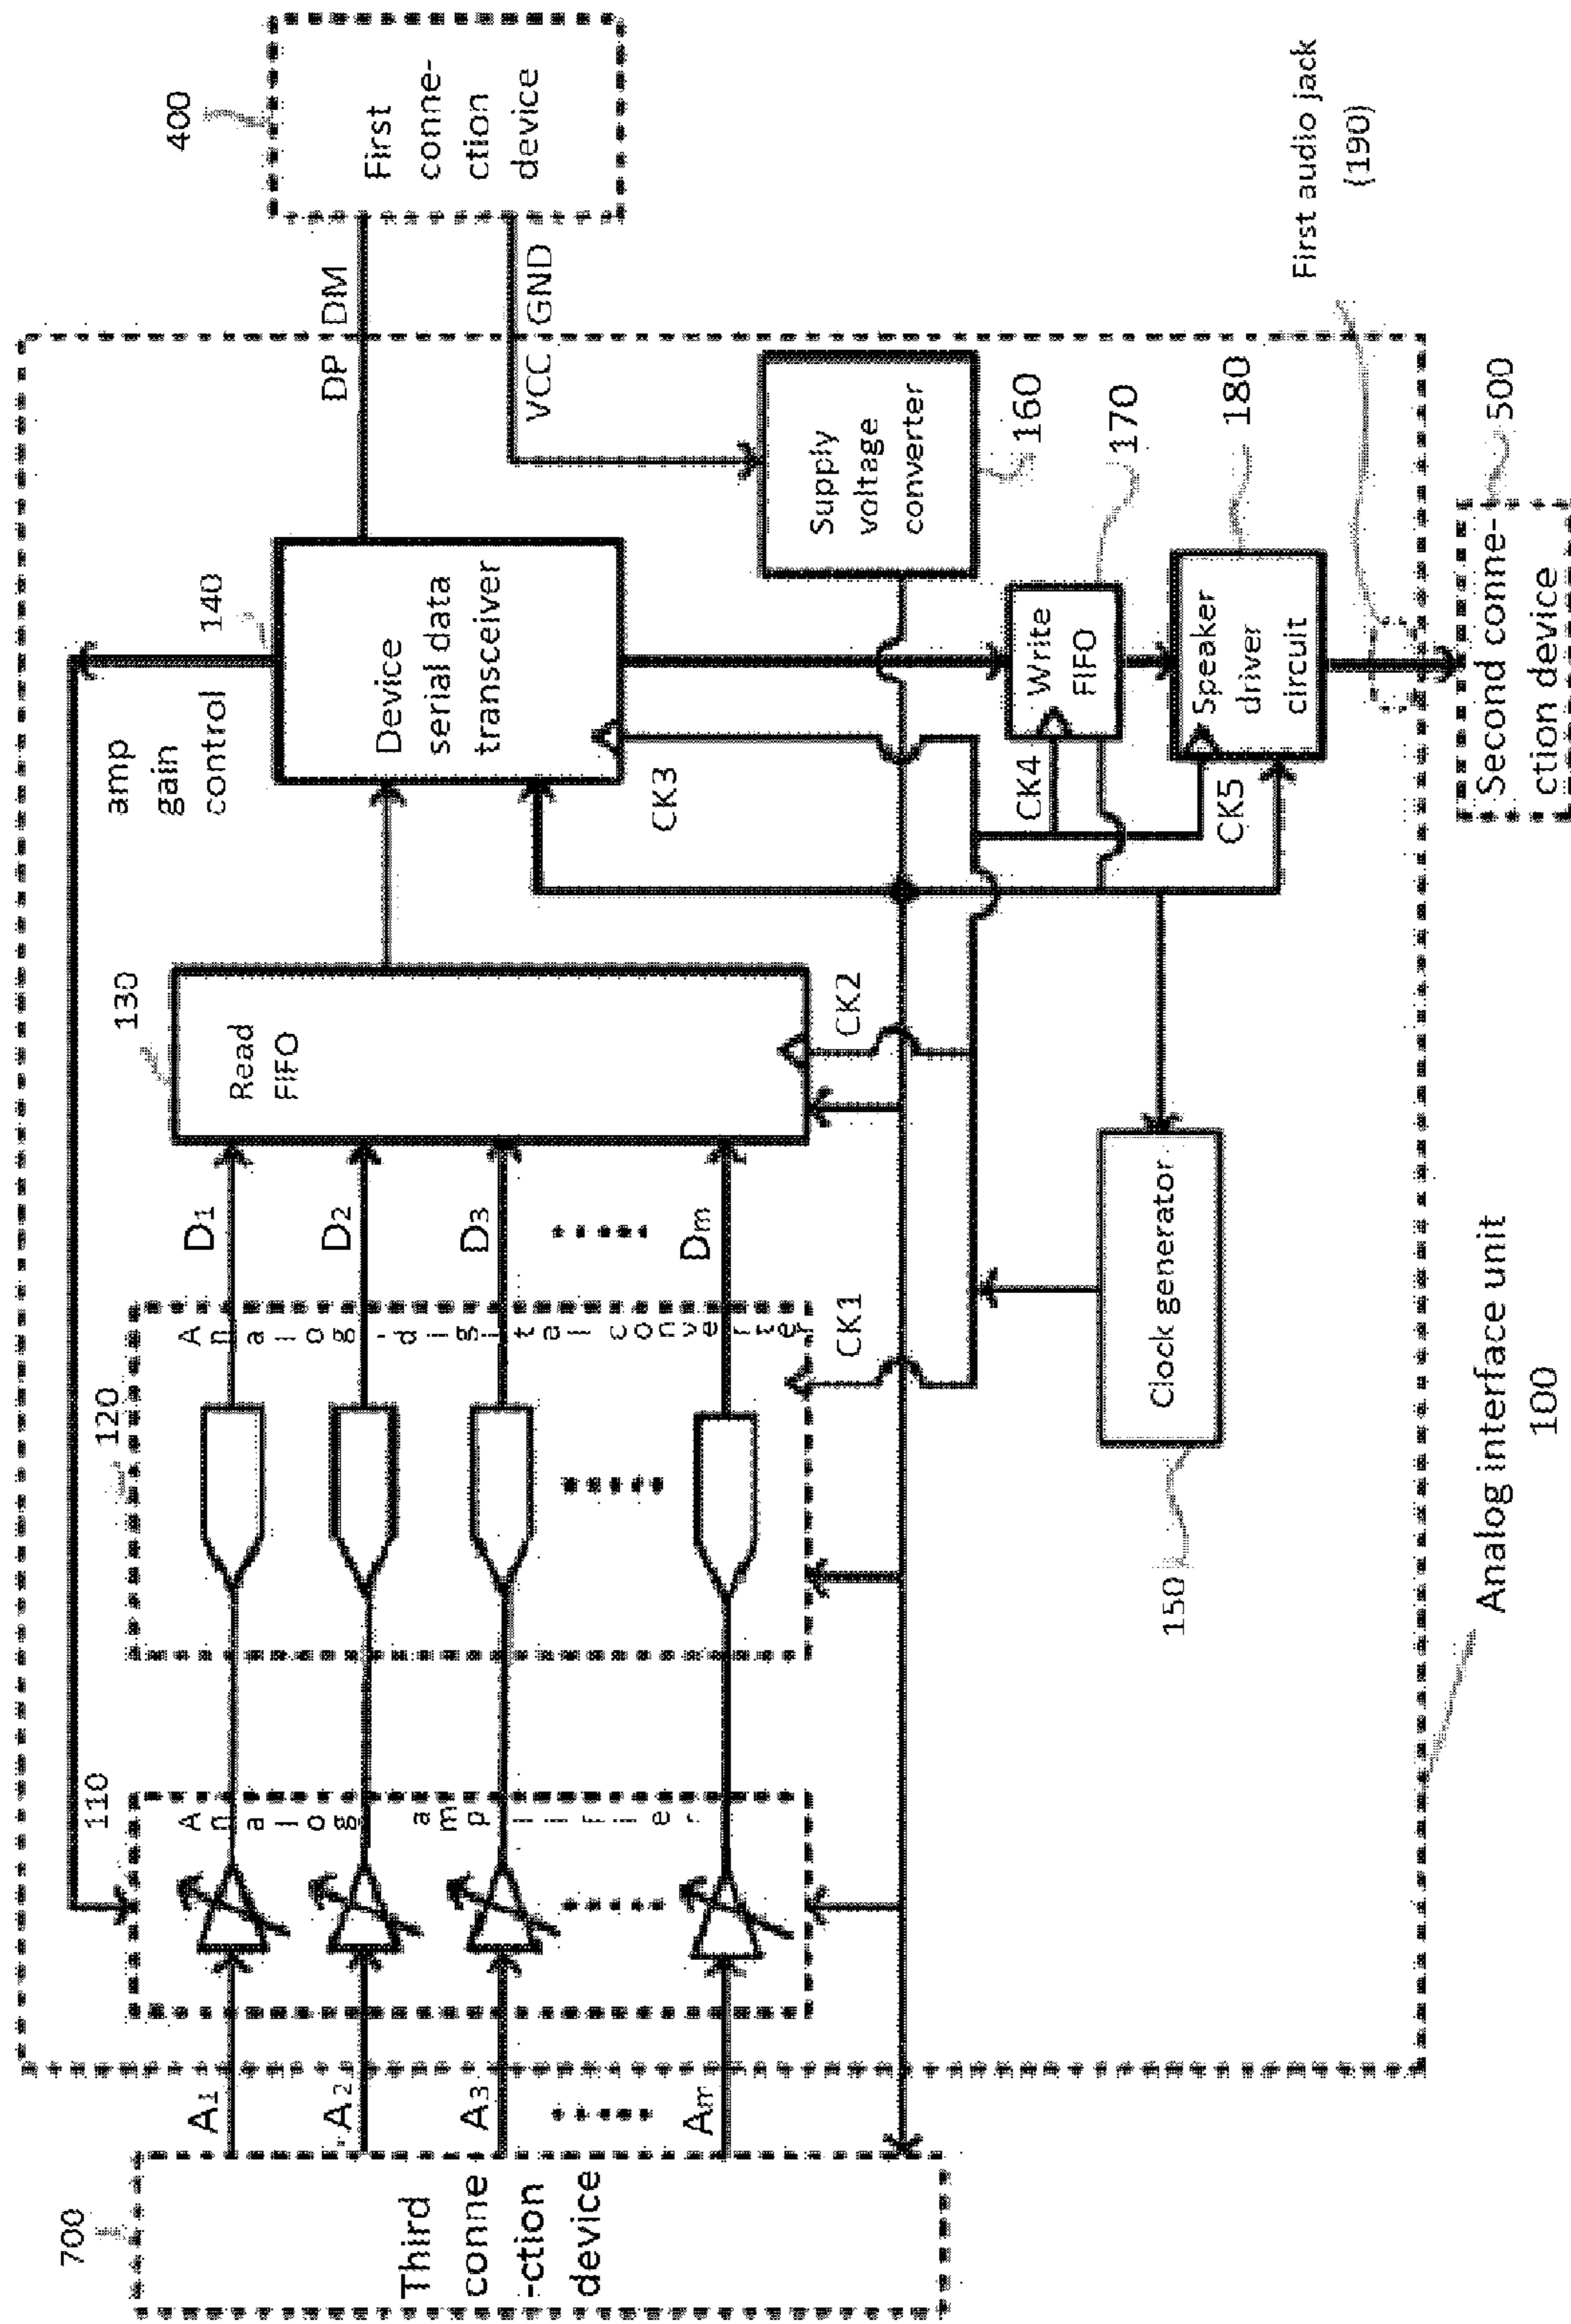 700
Third
conne
-ction
device
A1
A2
A3
Am
110
Analog amplifier
120
Analog-digital converter
D1
D2
D3
Dm
CK1
130
Read
FIFO
CK2
amp
gain
control
140
Device
serial data
transceiver
CK3
DP DM
VCC GND
400
First
conne-
ction
device
Supply
voltage
converter
160
CK4
Write
FIFO
170
CK5
Speaker
driver
circuit
180
Clock generator
150
First audio jack
(190)
500
Second conne-
ction device
Analog interface unit
100